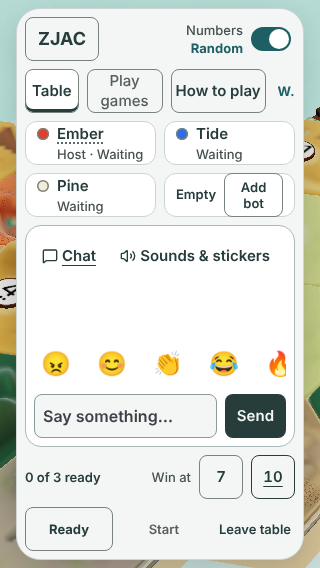 ZJAC
Numbers
Random
Table
Play games
How to play
W.
Ember
Host · Waiting
Tide
Waiting
Pine
Waiting
Empty
Add bot
Chat
Sounds & stickers
Say something...
Send
0 of 3 ready
Win at
7
10
Ready
Start
Leave table